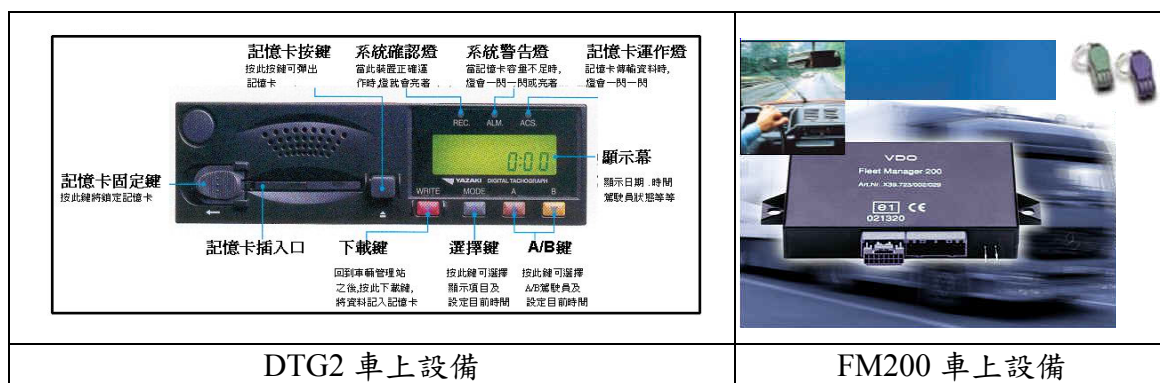 記憶卡按鍵
按此按鍵可彈出
記憶卡
系統確認燈
當此裝置正確運
作時,燈就會亮著
系統警告燈
當記憶卡容量不足時,
燈會一閃一閃或亮著
記憶卡運作燈
記憶卡傳輸資料時,
燈會一閃一閃
REC. ALM. ACS.
0:00
YAZAKI DIGITAL TACHOGRAPH
WRITE MODE A B
記憶卡固定鍵
按此鍵將鎖定記憶卡
顯示幕
顯示日期.時間
駕駛員狀態等等
記憶卡插入口
下載鍵
回到車輛管理站
之後,按此下載鍵,
將資料記入記憶卡
選擇鍵
按此鍵可選擇
顯示項目及
設定目前時間
A/B鍵
按此鍵可選擇
A/B駕駛員及
設定目前時間
VDO
Fleet Manager 200
Art.Nr. X39.723/002/029
e1 CE
021320
DTG2 車上設備
FM200 車上設備